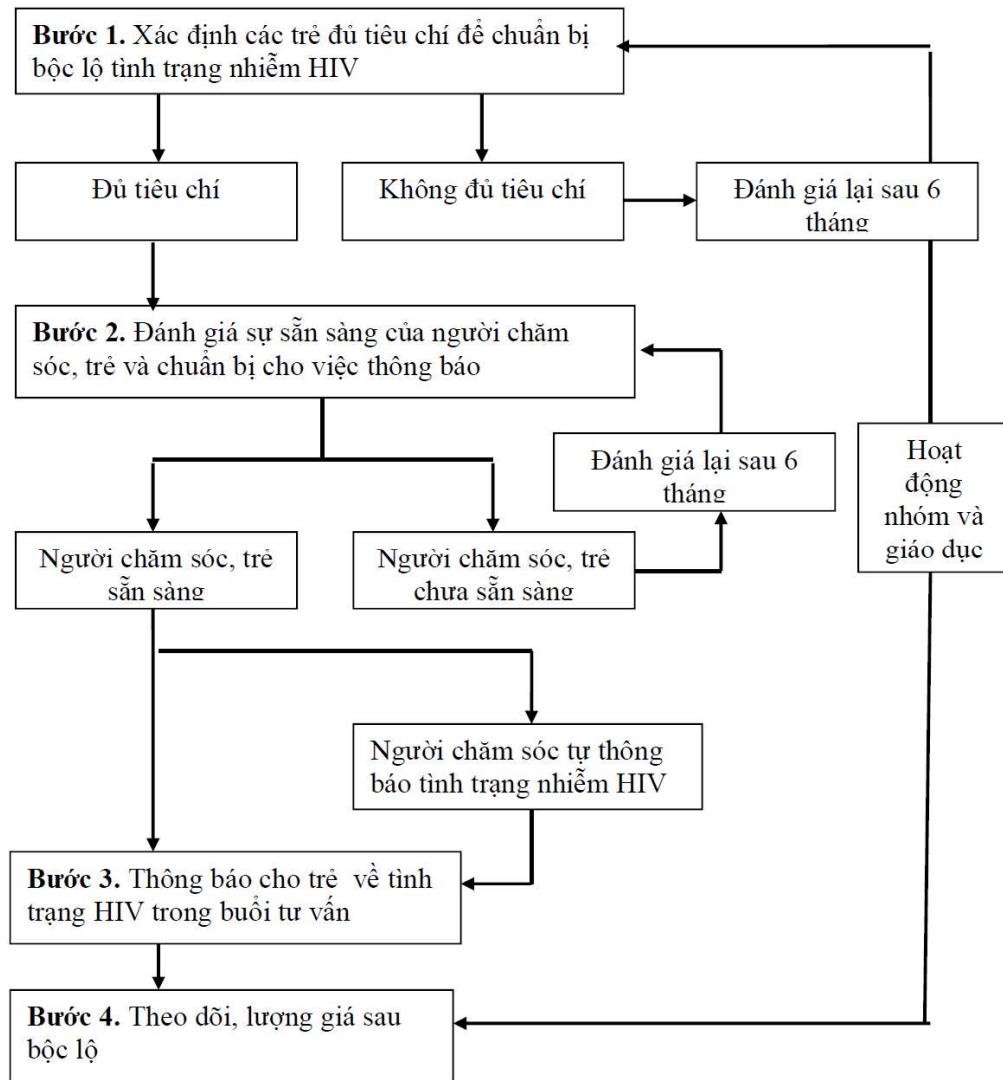 Bước 1. Xác định các trẻ đủ tiêu chí để chuẩn bị
bộc lộ tình trạng nhiễm HIV
Đủ tiêu chí
Không đủ tiêu chí
Đánh giá lại sau 6
tháng
Bước 2. Đánh giá sự sẵn sàng của người chăm
sóc, trẻ và chuẩn bị cho việc thông báo
Đánh giá lại sau 6
tháng
Hoạt
động
nhóm và
giáo dục
Người chăm sóc, trẻ
sẵn sàng
Người chăm sóc, trẻ
chưa sẵn sàng
Người chăm sóc tự thông
báo tình trạng nhiễm HIV
Bước 3. Thông báo cho trẻ về tình
trạng HIV trong buổi tư vấn
Bước 4. Theo dõi, lượng giá sau
bộc lộ